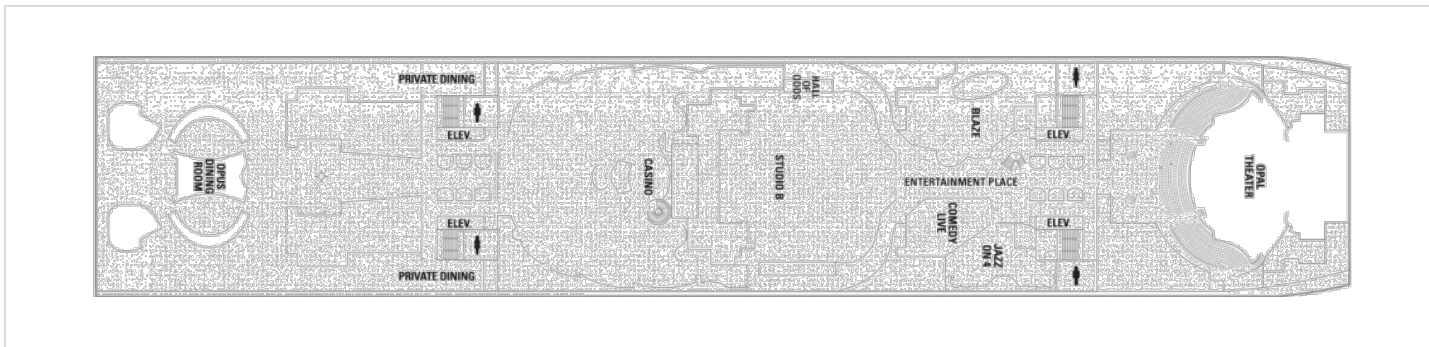 PRIVATE DINING
ELEV.
OPUS
DINING
ROOM
ELEV.
PRIVATE DINING
CASINO
STUDIO B
HALL
OF
ODDS
BLAZE
ENTERTAINMENT PLACE
COMEDY
LIVE
JAZZ
ON 4
ELEV.
ELEV.
OPAL
THEATER